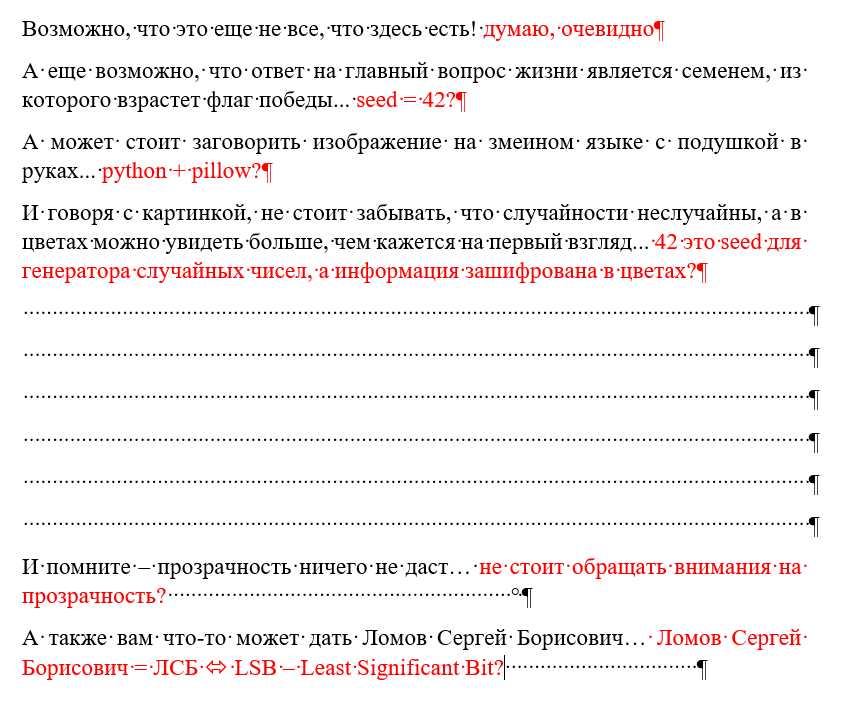 Возможно, что это еще не все, что здесь есть! думаю, очевидно¶
А еще возможно, что ответ на главный вопрос жизни является семенем, из
которого взрастет флаг победы... seed = 42?¶
А может стоит заговорить изображение на змеином языке с подушкой в
руках... python + pillow?¶
И говоря с картинкой, не стоит забывать, что случайности неслучайны, а в
цветах можно увидеть больше, чем кажется на первый взгляд... 42 это seed для
генератора случайных чисел, а информация зашифрована в цветах?¶
¶
¶
¶
¶
¶
¶
И помните – прозрачность ничего не даст… не стоит обращать внимания на
прозрачность? °¶
А также вам что-то может дать Ломов Сергей Борисович… Ломов Сергей
Борисович = ЛСБ ⬄ LSB – Least Significant Bit? ¶